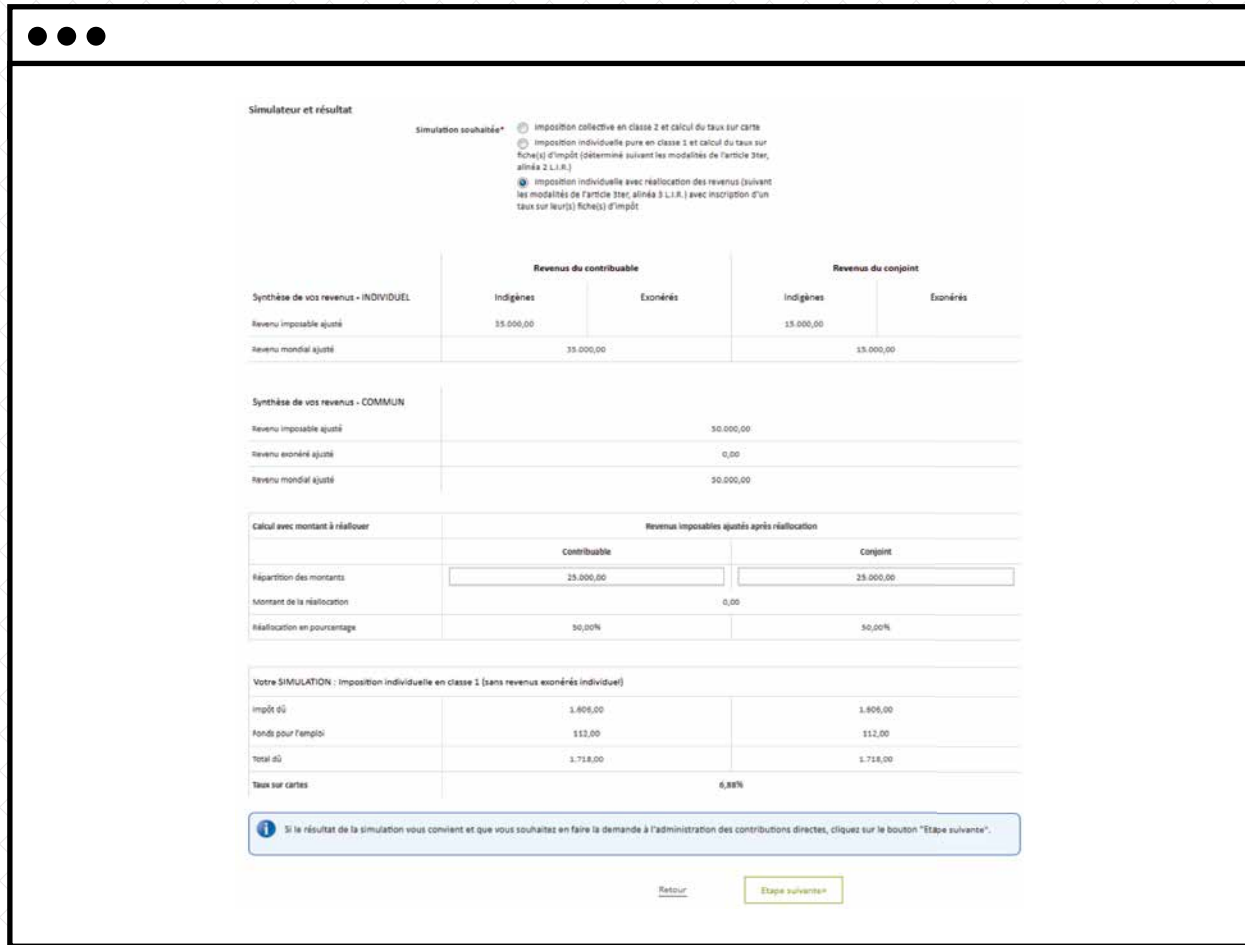 Simulateur et résultat
Simulation souhaitée*
Imposition collective en classe 2 et calcul du taux sur carte
Imposition individuelle pure en classe 1 et calcul du taux sur
fiche(s) d'impôt (déterminé suivant les modalités de l'article 3ter,
alinéa 2 L.I.R.)
Imposition individuelle avec réallocation des revenus (suivant
les modalités de l'article 3ter, alinéa 3 L.I.R.) avec inscription d'un
taux sur leur(s) fiche(s) d'impôt
Revenus du contribuable Revenus du conjoint
Synthèse de vos revenus - INDIVIDUEL Indigènes Exonérés Indigènes Exonérés
Revenu imposable ajusté 35.000,00 15.000,00
Revenu mondial ajusté 35.000,00 15.000,00
Synthèse de vos revenus - COMMUN
Revenu imposable ajusté 50.000,00
Revenu exonéré ajusté 0,00
Revenu mondial ajusté 50.000,00
Calcul avec montant à réallouer Revenus imposables ajustés après réallocation
Contribuable Conjoint
Répartition des montants 25.000,00 25.000,00
Montant de la réallocation 0,00
Réallocation en pourcentage 50,00% 50,00%
Votre SIMULATION : Imposition individuelle en classe 1 (sans revenus exonérés individuel)
Impôt dû 1.606,00 1.606,00
Fonds pour l'emploi 112,00 112,00
Total dû 1.718,00 1.718,00
Taux sur cartes 6,88%
Si le résultat de la simulation vous convient et que vous souhaitez en faire la demande à l'administration des contributions directes, cliquez sur le bouton "Etape suivante".
Retour Etape suivante»